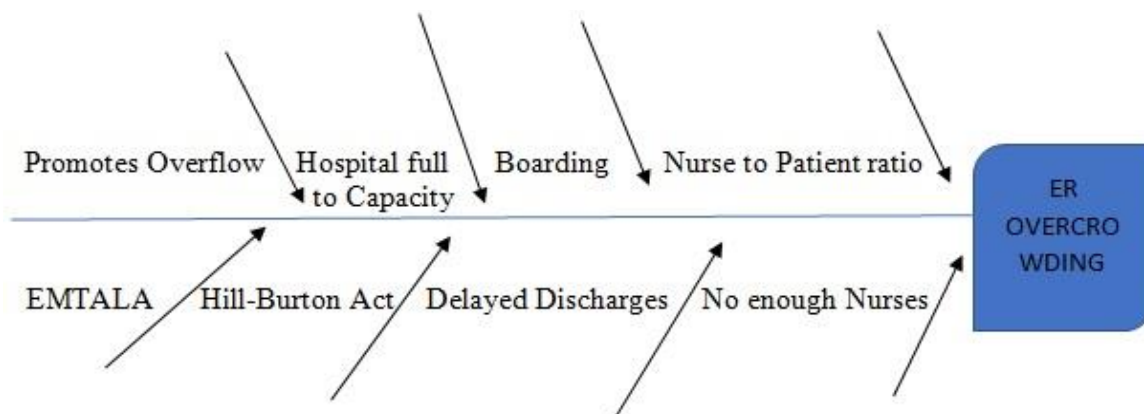 Promotes Overflow
Hospital full
to Capacity
Boarding
Nurse to Patient ratio
ER
OVERCRO
WDING
EMTALA
Hill-Burton Act
Delayed Discharges
No enough Nurses